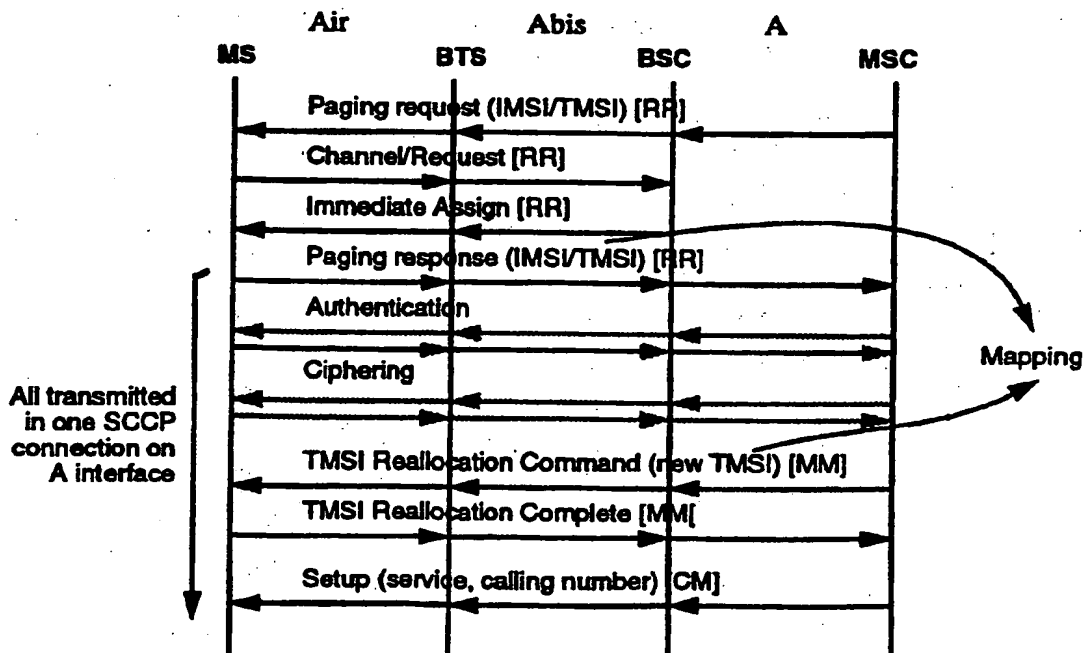 Air Abis A
MS BTS BSC MSC
Paging request (IMSI/TMSI) [RR]
Channel/Request [RR]
Immediate Assign [RR]
Paging response (IMSI/TMSI) [RR]
Authentication
Mapping
Ciphering
All transmitted
in one SCCP
connection on
A interface
TMSI Reallocation Command (new TMSI) [MM]
TMSI Reallocation Complete [MM[
Setup (service, calling number) [CM]